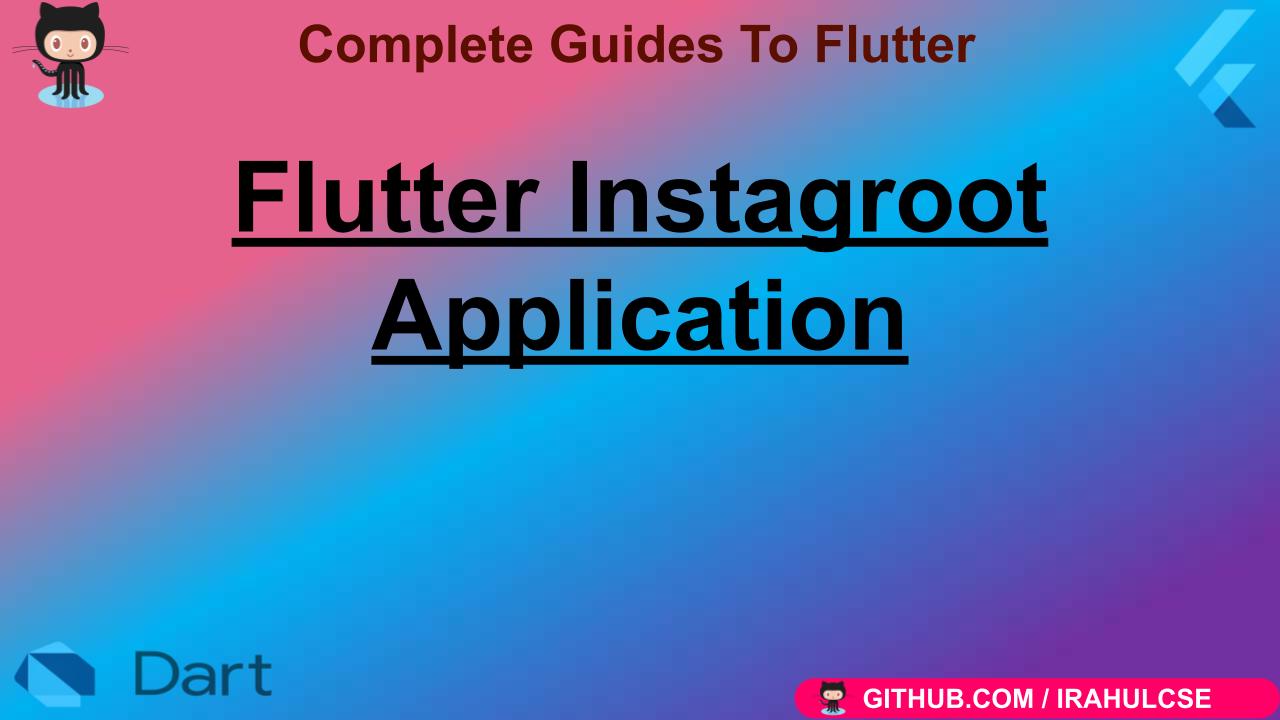 Complete Guides To Flutter
Flutter Instagroot
Application
Dart
GITHUB.COM / IRAHULCSE